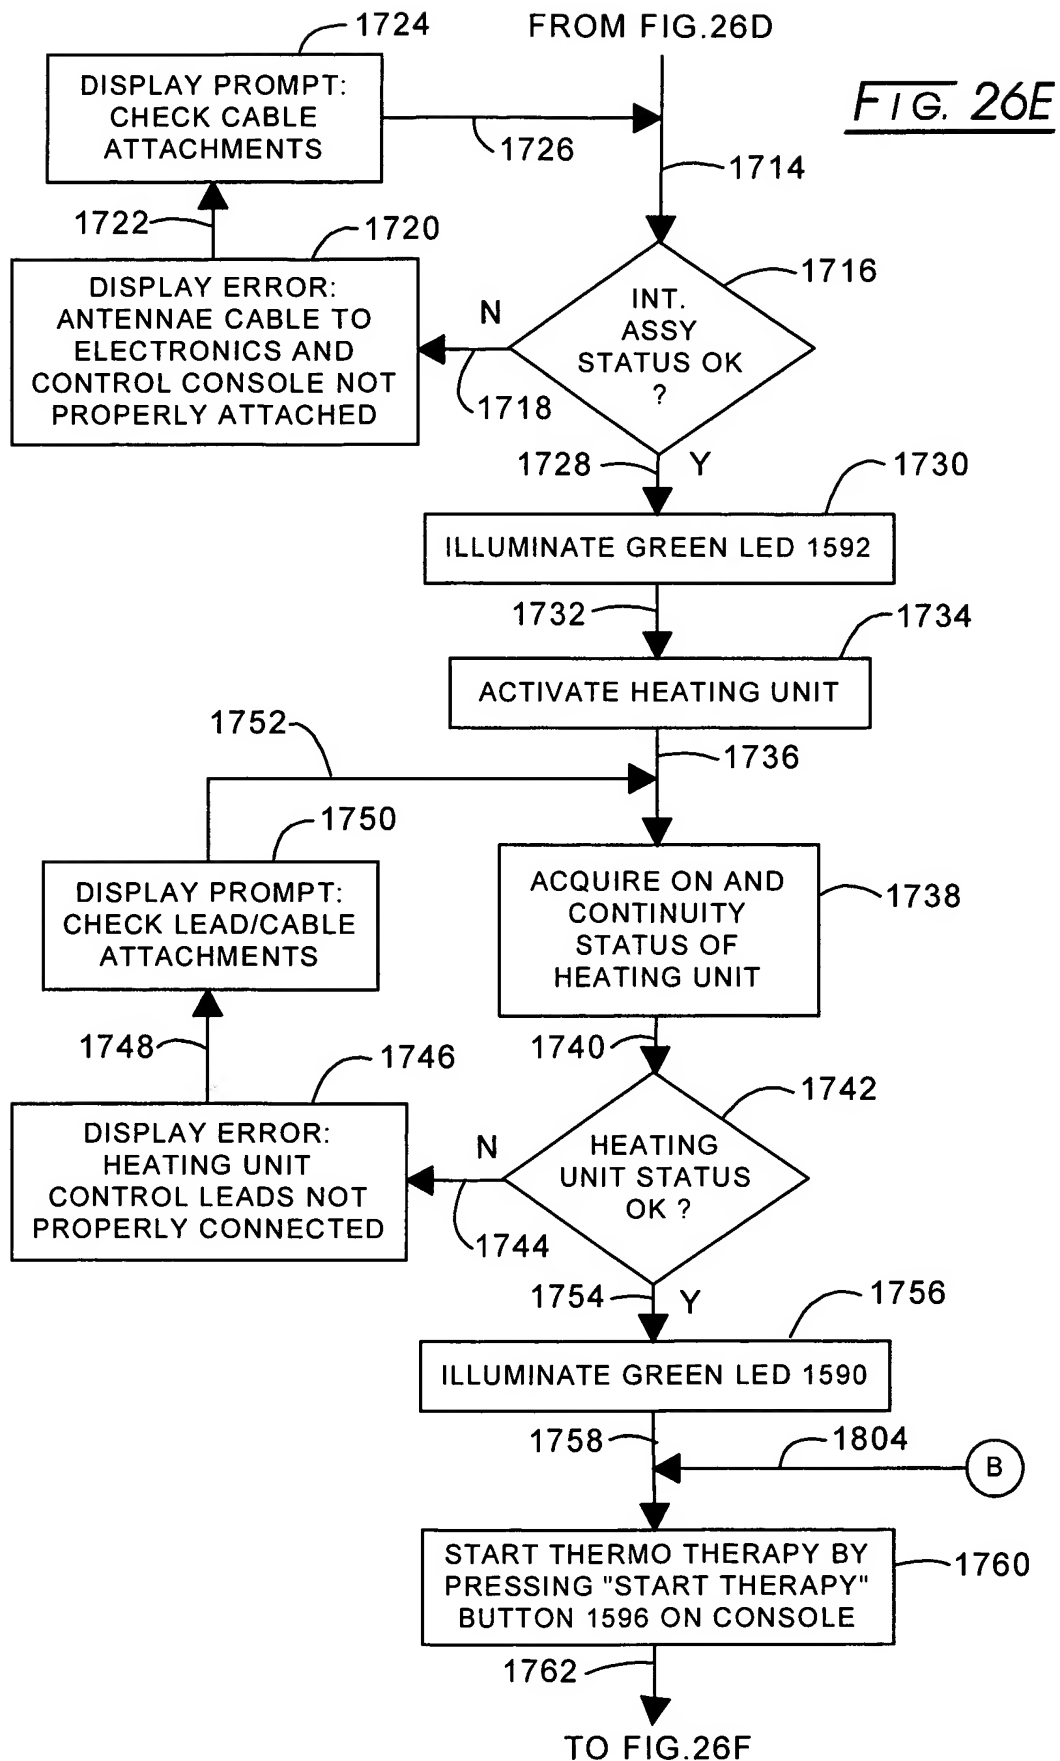 1724
FROM FIG.26D
FIG. 26E
DISPLAY PROMPT:
CHECK CABLE
ATTACHMENTS
1726
1714
1722
1720
1716
DISPLAY ERROR:
ANTENNAE CABLE TO
ELECTRONICS AND
CONTROL CONSOLE NOT
PROPERLY ATTACHED
N
1718
INT.
ASSY
STATUS OK
?
1728
Y
1730
ILLUMINATE GREEN LED 1592
1732
1734
ACTIVATE HEATING UNIT
1752
1736
1750
DISPLAY PROMPT:
CHECK LEAD/CABLE
ATTACHMENTS
ACQUIRE ON AND
CONTINUITY
STATUS OF
HEATING UNIT
1738
1748
1746
1740
1742
DISPLAY ERROR:
HEATING UNIT
CONTROL LEADS NOT
PROPERLY CONNECTED
N
1744
HEATING
UNIT STATUS
OK ?
1754
Y
1756
ILLUMINATE GREEN LED 1590
1758
1804
B
START THERMO THERAPY BY
PRESSING "START THERAPY"
BUTTON 1596 ON CONSOLE
1760
1762
TO FIG.26F